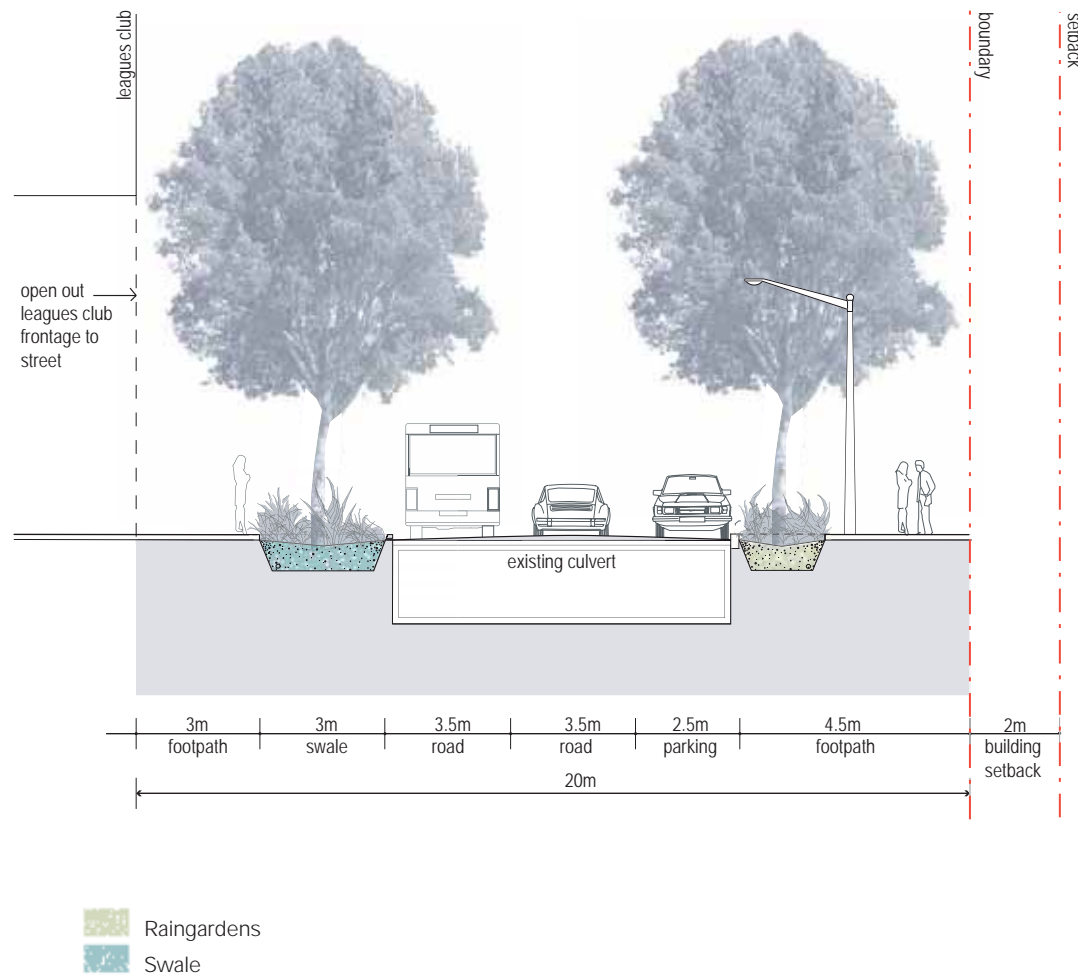 leagues club
boundary
setback
open out
leagues club
frontage to
street
existing culvert
3m
footpath
3m
swale
3.5m
road
3.5m
road
2.5m
parking
4.5m
footpath
2m
building
setback
20m
Raingardens
Swale